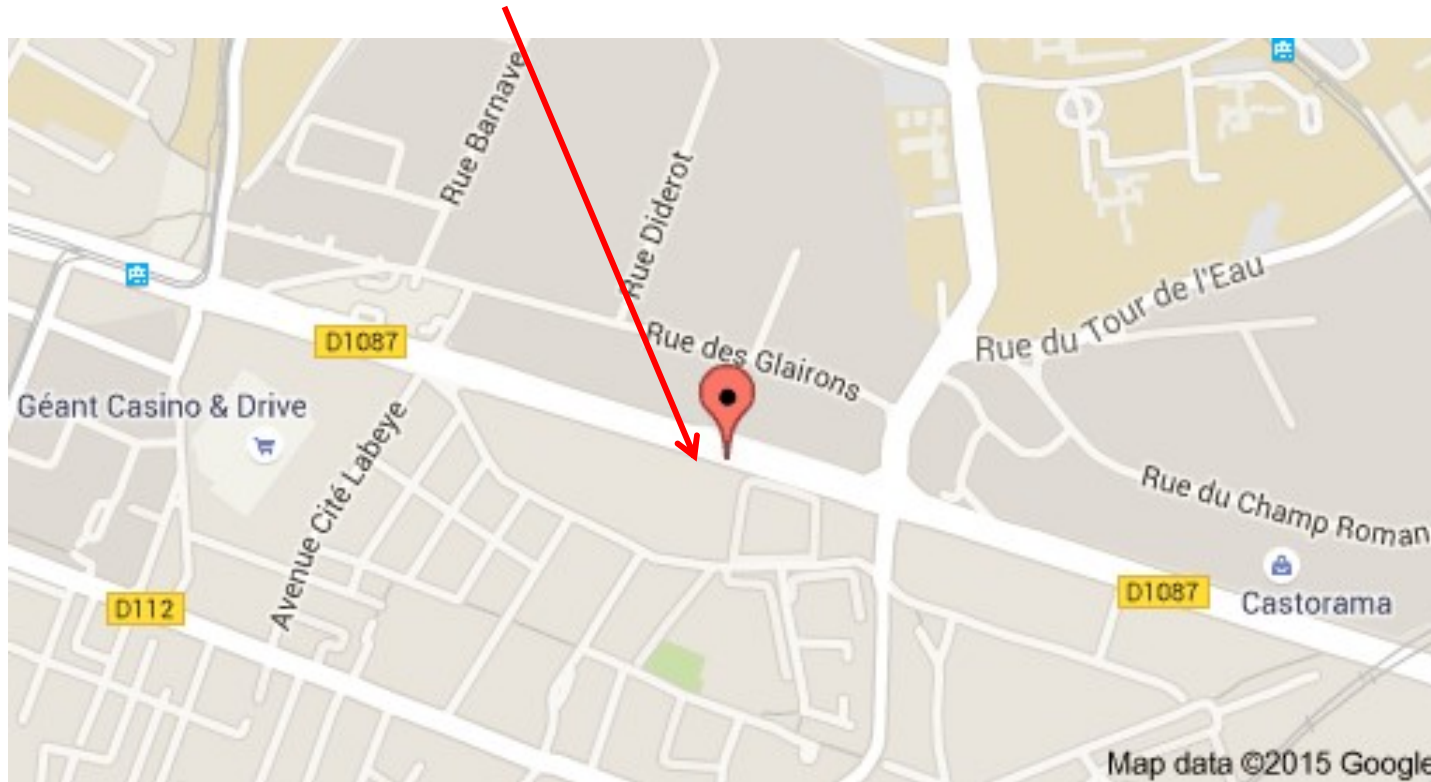 Rue Barnave
Rue Diderot
Rue du Tour de l'Eau
D1087
Rue des Glairons
Géant Casino & Drive
Avenue Cité Labeye
Rue du Champ Roman
D112
D1087
Castorama
Map data ©2015 Google